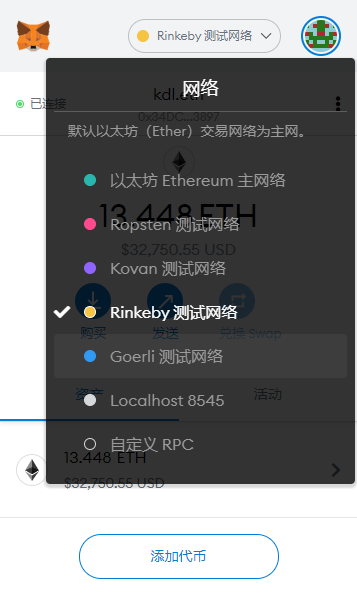 Rinkeby 测试网络
网络
已连接
kdl.eth
0x34DC...3897
默认以太坊（Ether）交易网络为主网。
以太坊 Ethereum 主网络
13.448 ETH
Ropsten 测试网络
$32,750.55 USD
Kovan 测试网络
Rinkeby 测试网络
购买
发送
兑换 Swap
Goerli 测试网络
资产
活动
Localhost 8545
自定义 RPC
13.448 ETH
$32,750.55 USD
添加代币